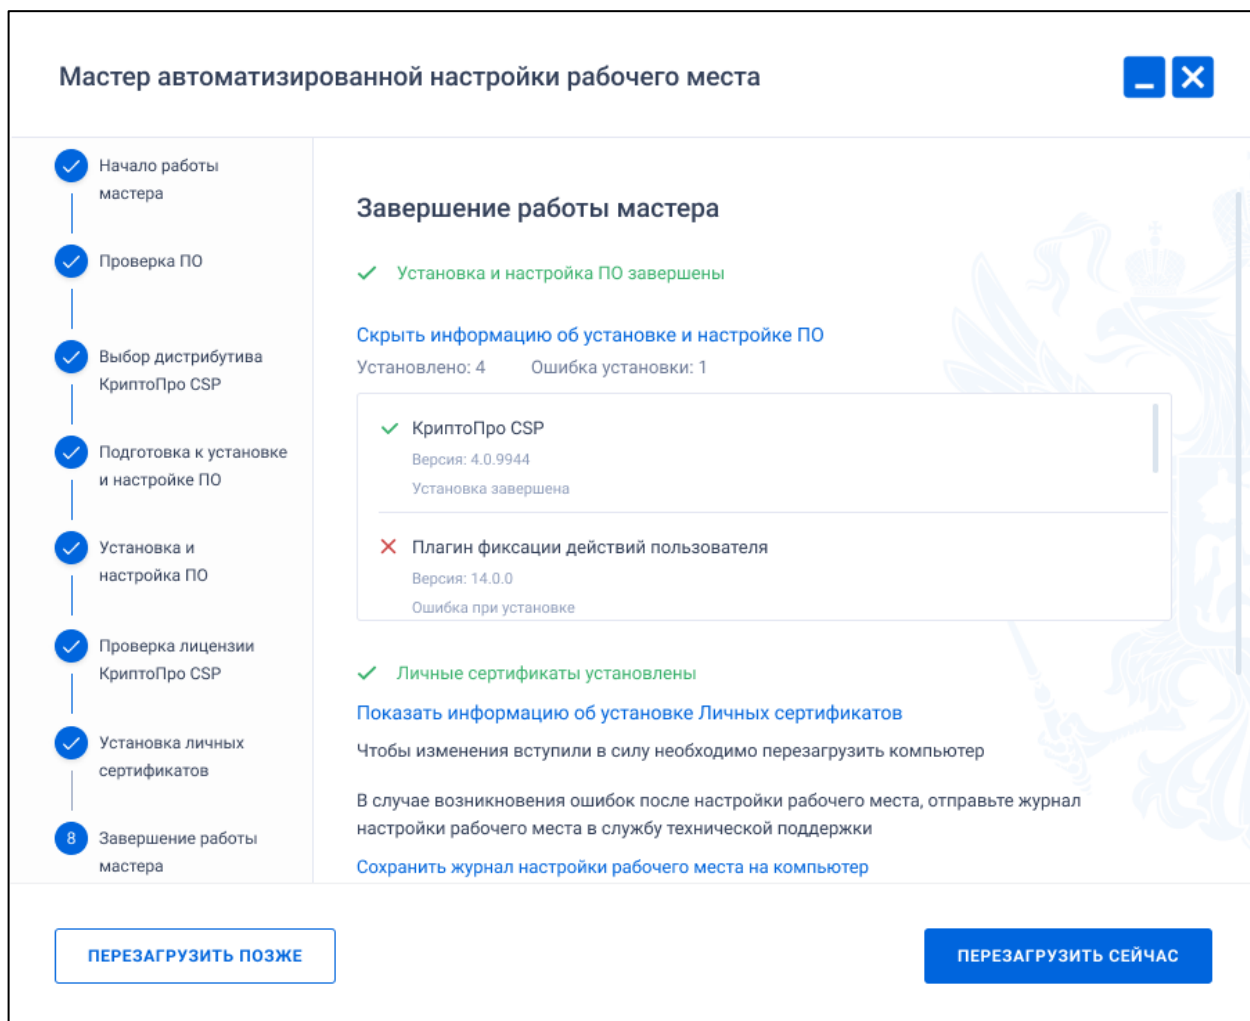 Мастер автоматизированной настройки рабочего места
Начало работы
мастера
Проверка ПО
Выбор дистрибутива
КриптоПро CSP
Подготовка к установке
и настройке ПО
Установка и
настройка ПО
Проверка лицензии
КриптоПро CSP
Установка личных
сертификатов
8
Завершение работы
мастера
Завершение работы мастера
Установка и настройка ПО завершены
Скрыть информацию об установке и настройке ПО
Установлено: 4 Ошибка установки: 1
КриптоПро CSP
Версия: 4.0.9944
Установка завершена
Плагин фиксации действий пользователя
Версия: 14.0.0
Ошибка при установке
Личные сертификаты установлены
Показать информацию об установке Личных сертификатов
Чтобы изменения вступили в силу необходимо перезагрузить компьютер
В случае возникновения ошибок после настройки рабочего места, отправьте журнал
настройки рабочего места в службу технической поддержки
Сохранить журнал настройки рабочего места на компьютер
ПЕРЕЗАГРУЗИТЬ ПОЗЖЕ
ПЕРЕЗАГРУЗИТЬ СЕЙЧАС